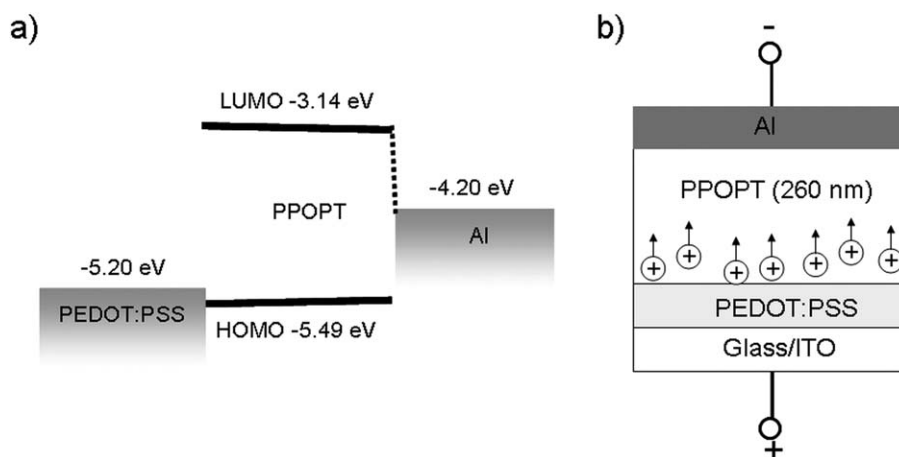 a)
LUMO -3.14 eV
PPOPT
-4.20 eV
Al
-5.20 eV
PEDOT:PSS
HOMO -5.49 eV
b)
-
Al
PPOPT (260 nm)
+ + + + + + +
PEDOT:PSS
Glass/ITO
+